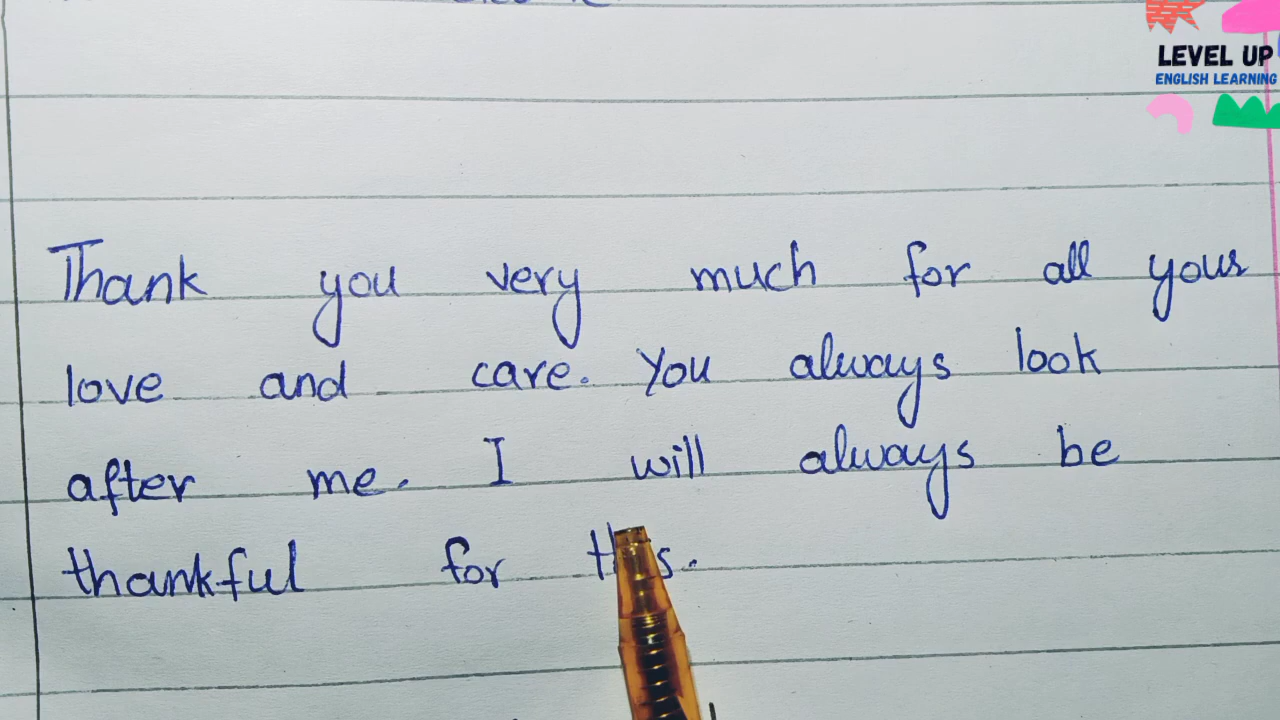 LEVEL UP
ENGLISH LEARNING
Thank you very much for all your
love and care. You always look
after me. I will always be
thankful for this.